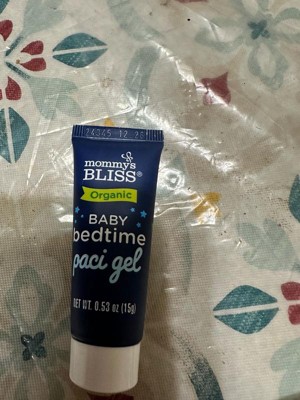 mommy's
BLISS
Organic
BABY
bedtime
paci gel
NET WT. 0.53 oz (15g)